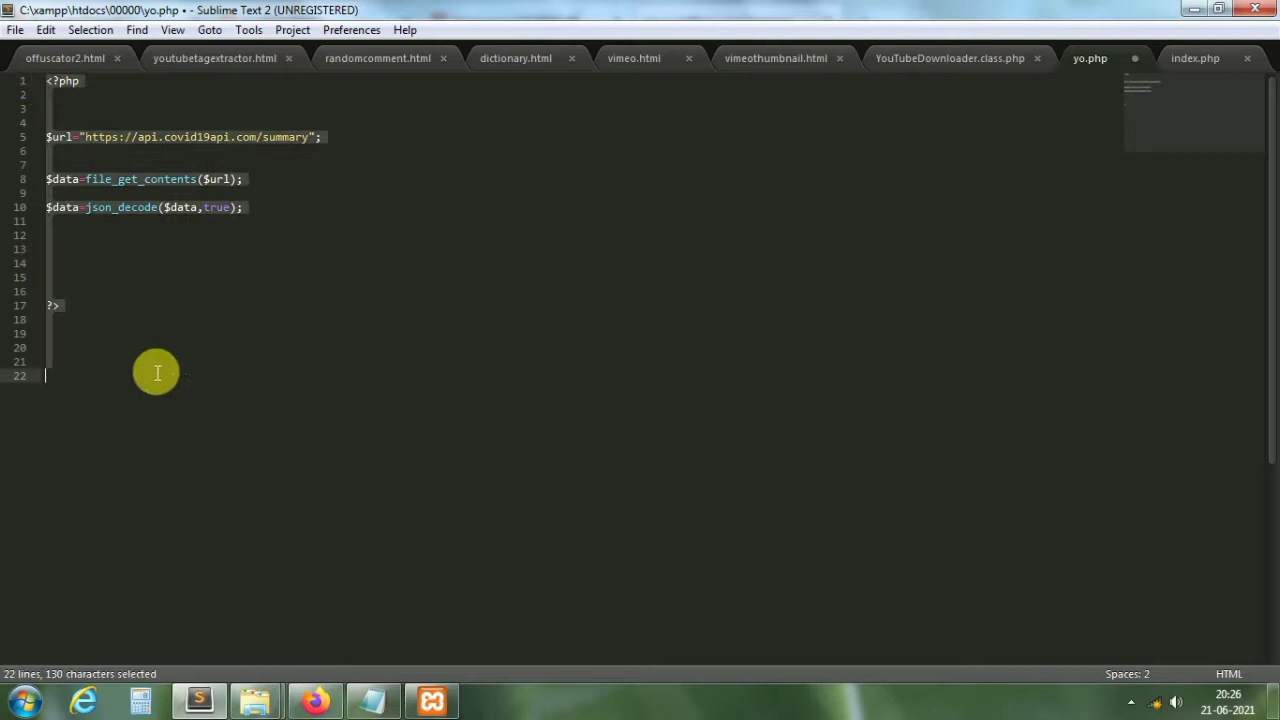 C:\xampp\htdocs\00000\yo.php • - Sublime Text 2 (UNREGISTERED)
File Edit Selection Find View Goto Tools Project Preferences Help
offuscator2.html youtubetagextractor.html randomcomment.html dictionary.html vimeo.html vimeothumbnail.html YouTubeDownloader.class.php yo.php index.php
1 <?php
2
3
4
5 $url="https://api.covid19api.com/summary";
6
7
8 $data=file_get_contents($url);
9
10 $data=json_decode($data,true);
11
12
13
14
15
16
17 ?>
18
19
20
21
22
22 lines, 130 characters selected Spaces: 2 HTML
20:26
21-06-2021